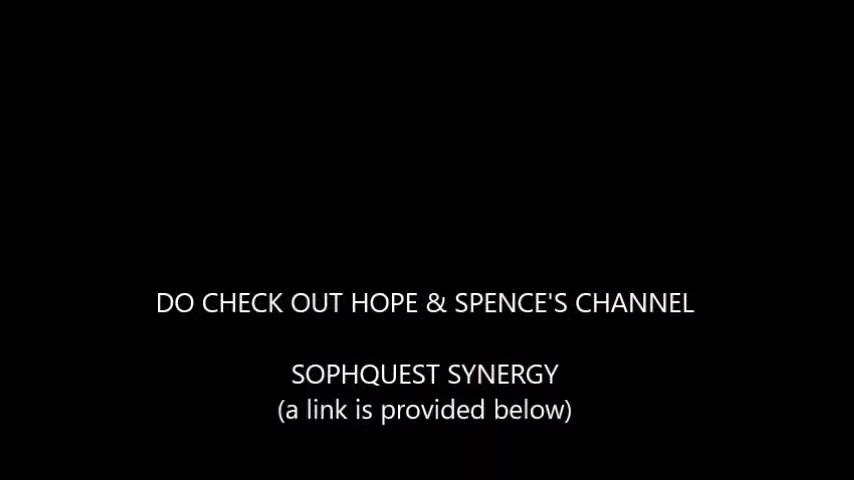 DO CHECK OUT HOPE & SPENCE'S CHANNEL
SOPHQUEST SYNERGY
(a link is provided below)